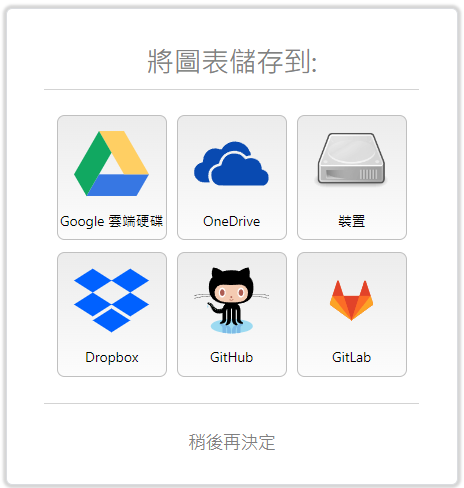 將圖表儲存到:
Google 雲端硬碟
OneDrive
裝置
Dropbox
GitHub
GitLab
稍後再決定